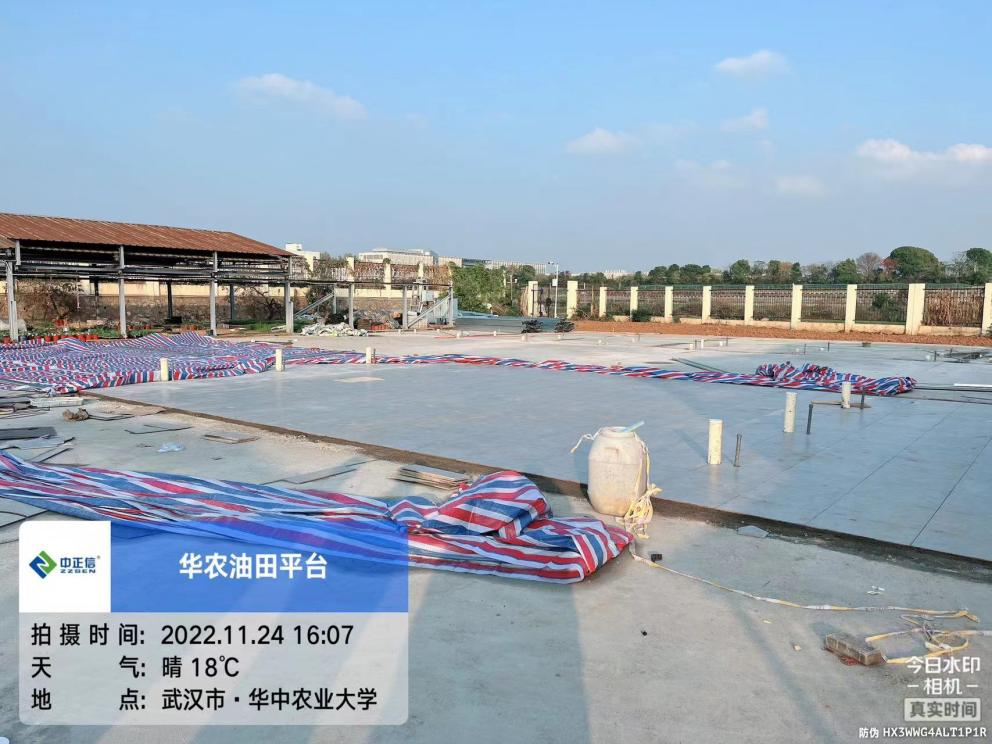 中正信®
ZZSEN
华农油田平台
拍摄时间: 2022.11.24 16:07
天气: 晴 18℃
地点: 武汉市·华中农业大学
今日水印
相机
真实时间
防伪 HX3WWG4ALT1P1R